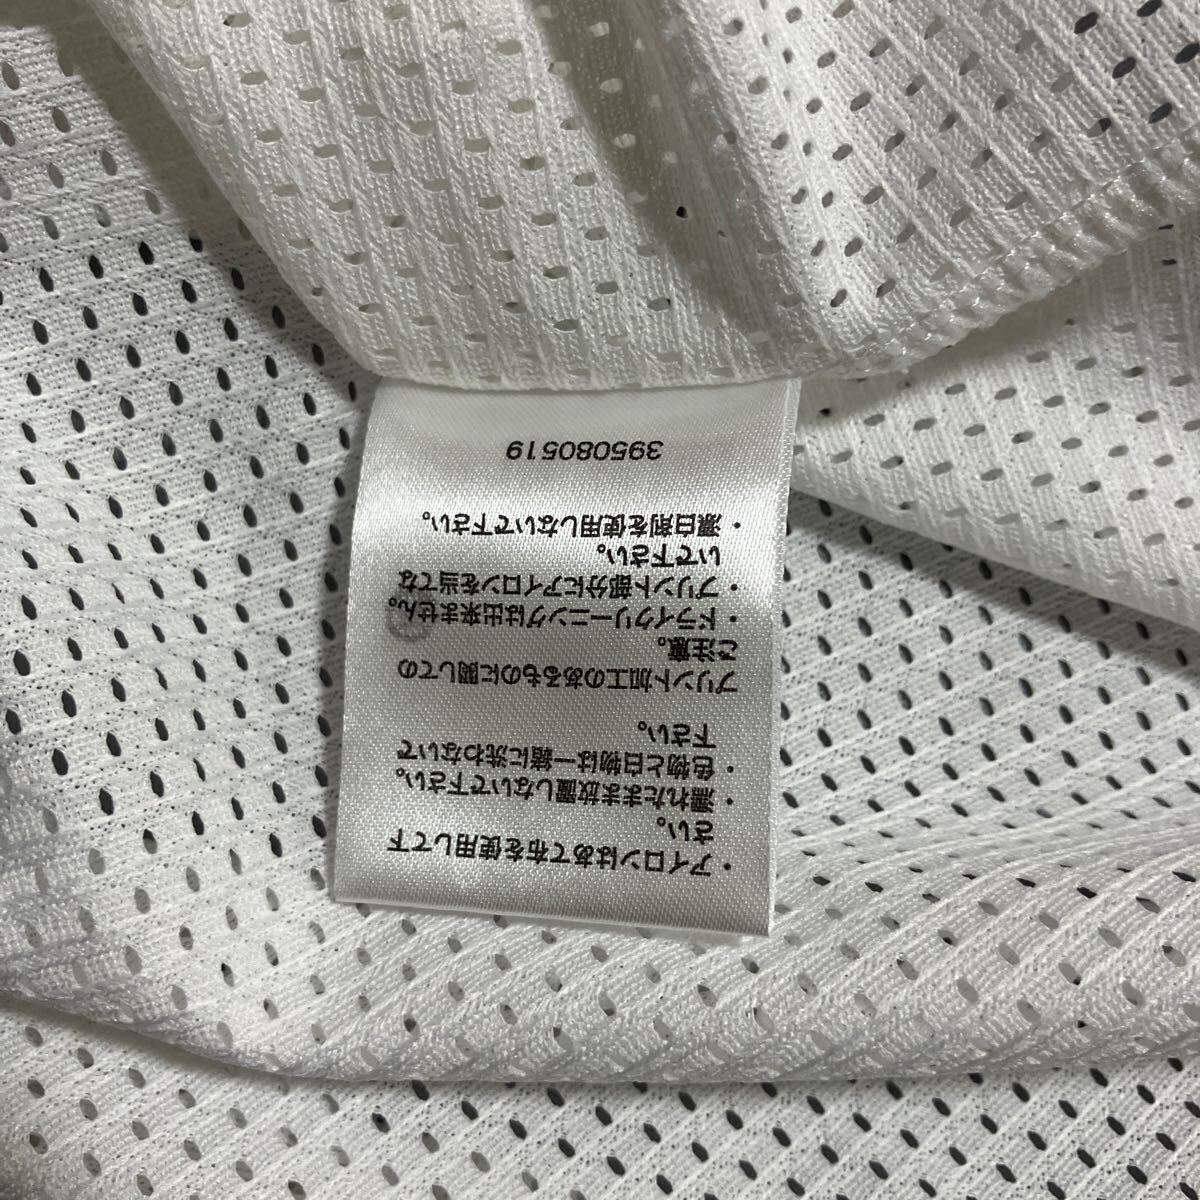 ・アイロンはあて布を使用して下
さい。
・濡れたまま放置しないで下さい。
・色物と白物は一緒に洗わないで
下さい。
プリント加工のあるものに関しての
ご注意。
・ドライクリーニングは出来ません。
・プリント部分にアイロンを当てな
いで下さい。
・漂白剤を使用しないで下さい。
395080519